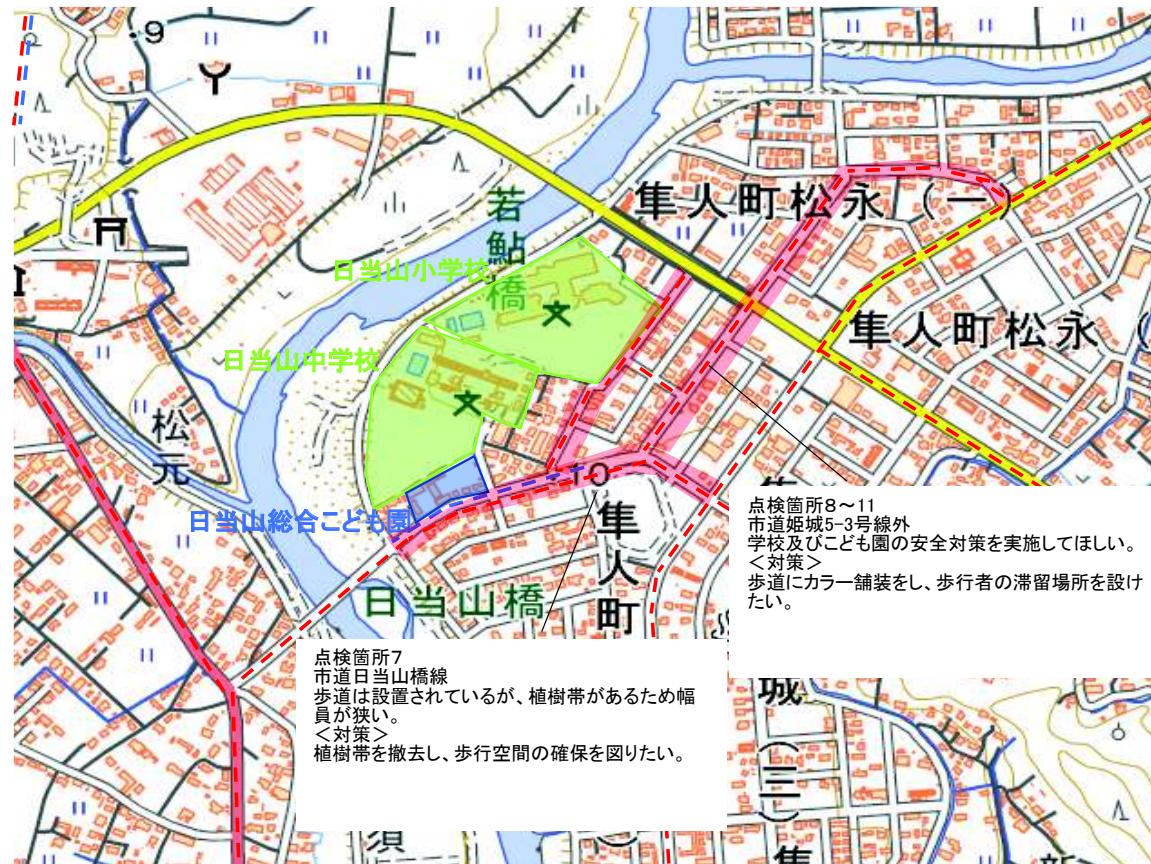 9
若鮎橋
隼人町松永(一)
日当山小学校
隼人町松永(
日当山中学校
松元
10
日当山総合こども園
隼人町
日当山橋
点検箇所8~11
市道姫城5-3号線外
学校及びこども園の安全対策を実施してほしい。
<対策>
歩道にカラー舗装をし、歩行者の滞留場所を設け
たい。
点検箇所7
市道日当山橋線
歩道は設置されているが、植樹帯があるため幅
員が狭い。
<対策>
植樹帯を撤去し、歩行空間の確保を図りたい。
城(三)
須